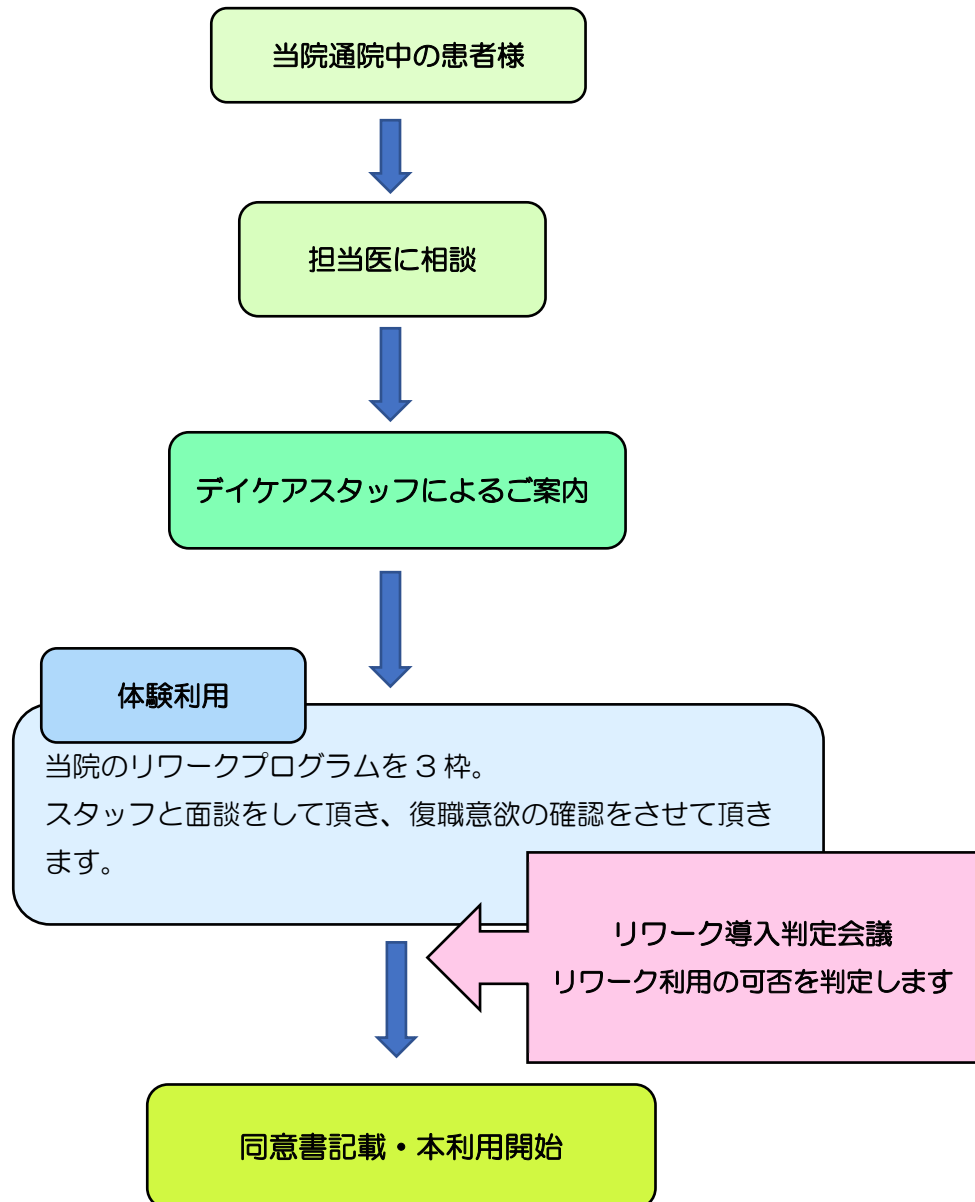 当院通院中の患者様
担当医に相談
デイケアスタッフによるご案内
体験利用
当院のリワークプログラムを３枠。
スタッフと面談をして頂き、復職意欲の確認をさせて頂き
ます。
リワーク導入判定会議
リワーク利用の可否を判定します
同意書記載・本利用開始